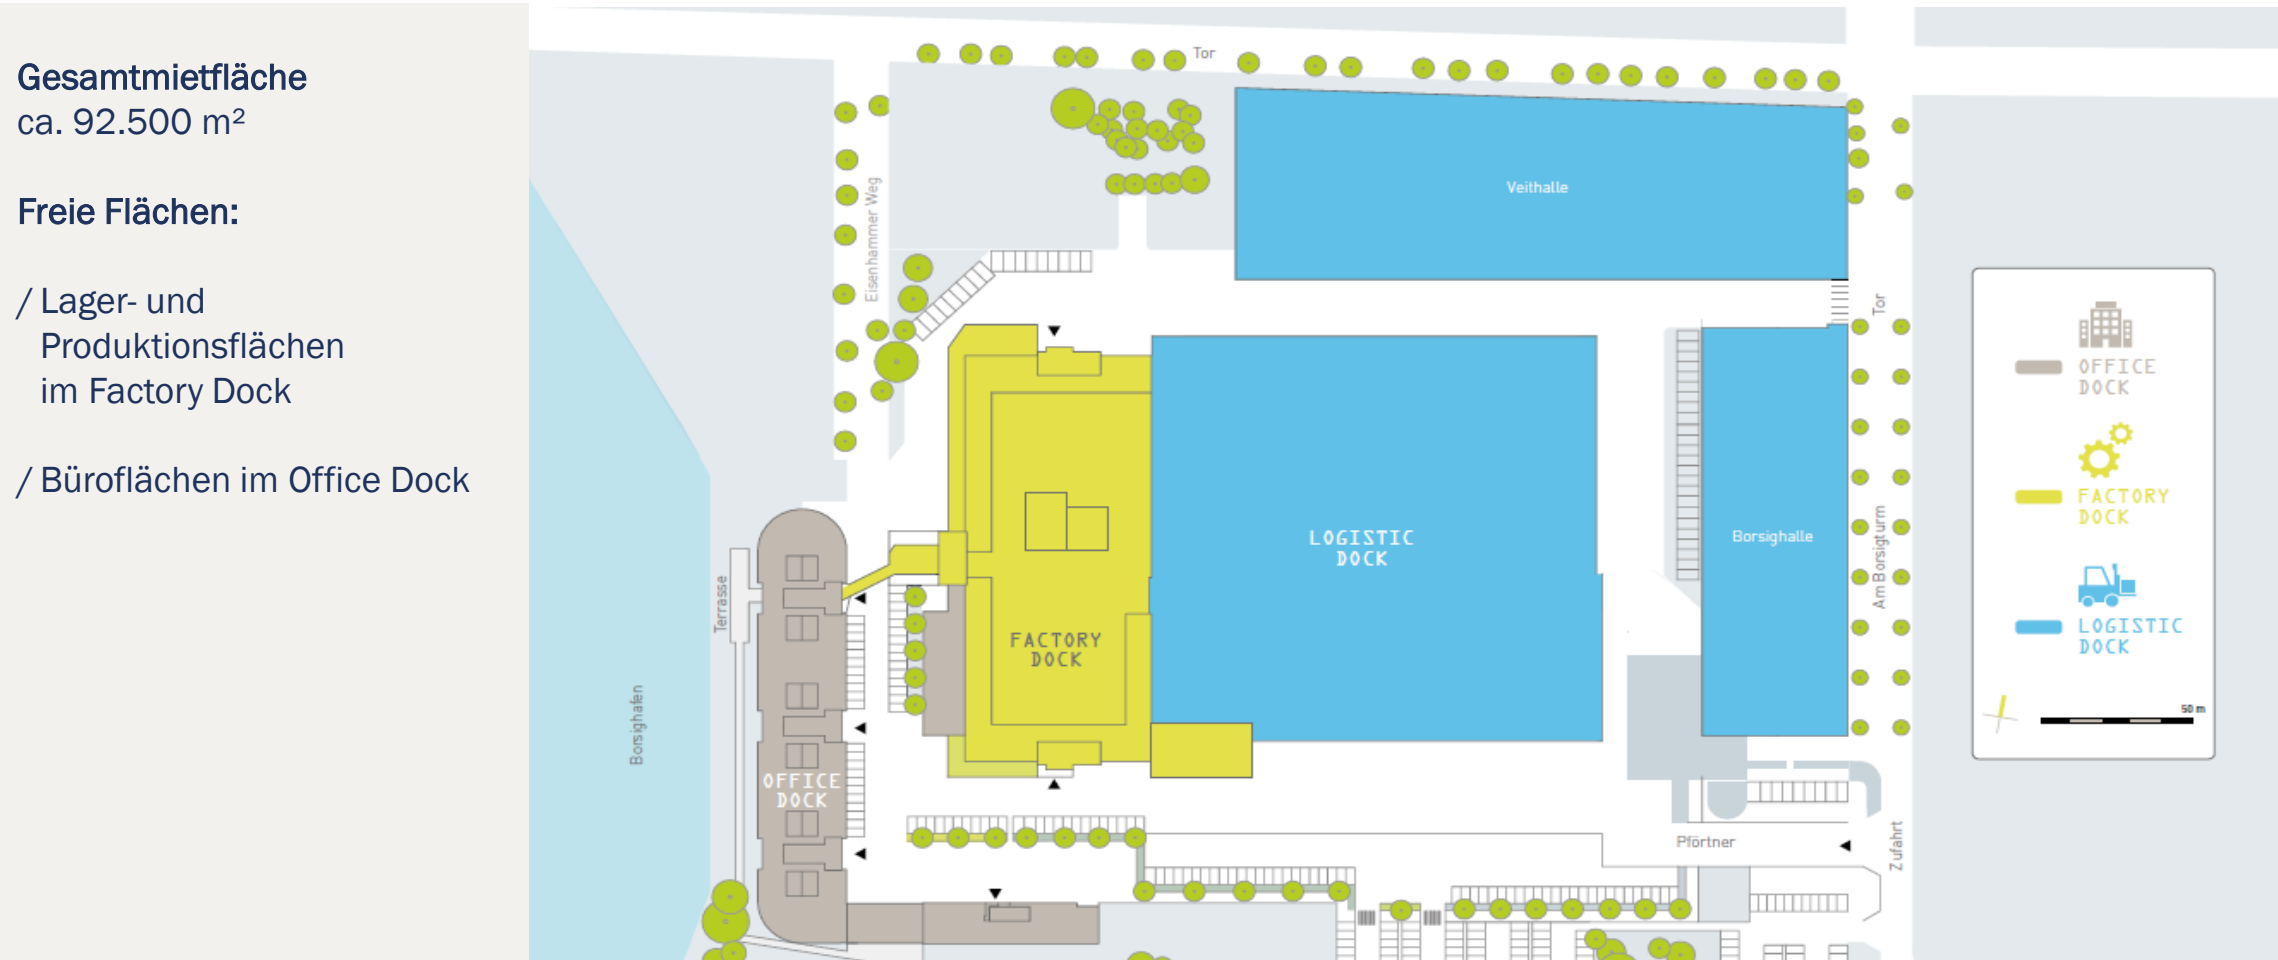 Gesamtmietfläche
ca. 92.500 m²
Freie Flächen:
/ Lager- und
Produktionsflächen
im Factory Dock
/ Büroflächen im Office Dock
Tor
Eisenhammer Weg
Veithalle
Tor
LOGISTIC
DOCK
Borsighalle
Am Borsigturm
Terrasse
FACTORY
DOCK
Borsighafen
OFFICE
DOCK
Pförtner
Zufahrt
OFFICE
DOCK
FACTORY
DOCK
LOGISTIC
DOCK
50 m